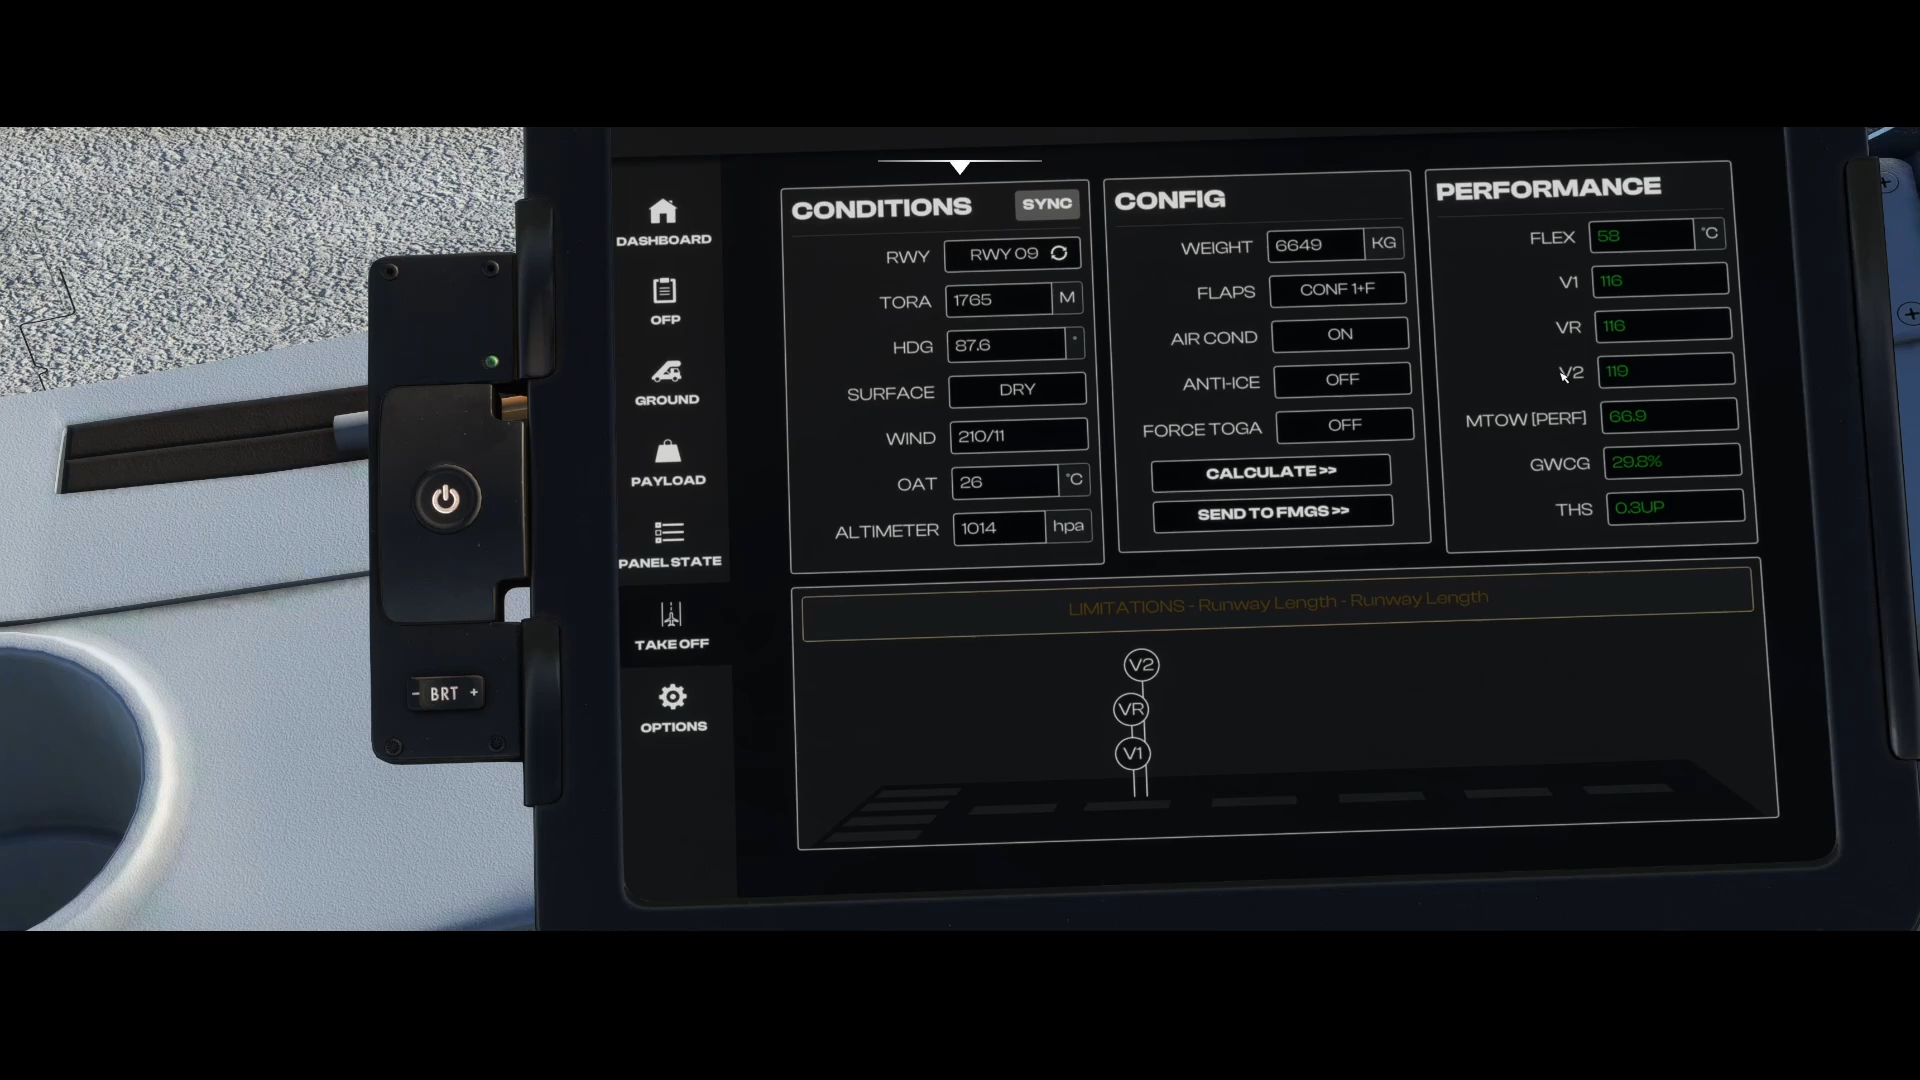 DASHBOARD
OFP
GROUND
PAYLOAD
PANEL STATE
TAKE OFF
OPTIONS
- BRT +
CONDITIONS SYNC
RWY RWY 09
TORA 1765 M
HDG 87.6 °
SURFACE DRY
WIND 210/11
OAT 26 °C
ALTIMETER 1014 hpa
CONFIG
WEIGHT 6649 KG
FLAPS CONF 1+F
AIR COND ON
ANTI-ICE OFF
FORCE TOGA OFF
CALCULATE >>
SEND TO FMGS >>
PERFORMANCE
FLEX 58 °C
V1 116
VR 116
V2 119
MTOW [PERF] 66.9
GWCG 29.8%
THS 0.3UP
LIMITATIONS - Runway Length - Runway Length
V2
VR
V1